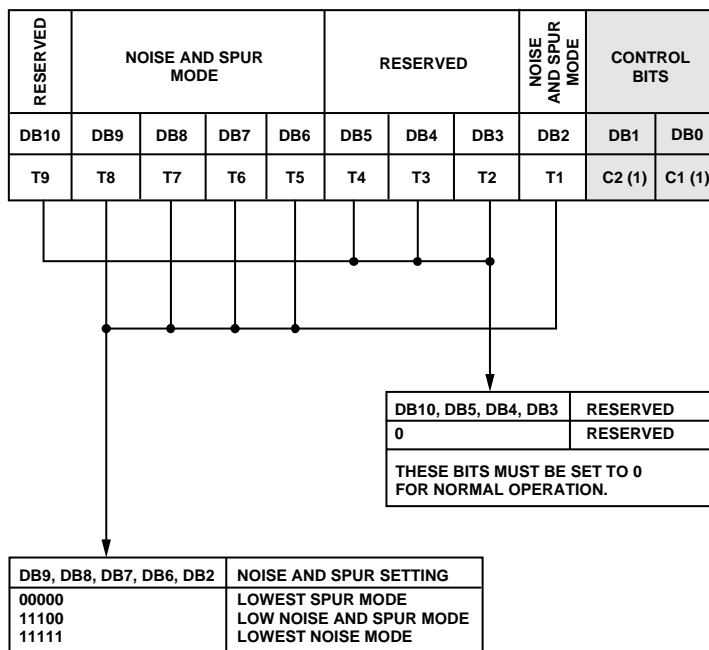 RESERVED
NOISE AND SPUR
MODE
RESERVED
NOISE
AND SPUR
MODE
CONTROL
BITS
DB10 DB9 DB8 DB7 DB6 DB5 DB4 DB3 DB2 DB1 DB0
T9 T8 T7 T6 T5 T4 T3 T2 T1 C2 (1) C1 (1)
DB10, DB5, DB4, DB3 RESERVED
0 RESERVED
THESE BITS MUST BE SET TO 0
FOR NORMAL OPERATION.
DB9, DB8, DB7, DB6, DB2 NOISE AND SPUR SETTING
00000 LOWEST SPUR MODE
11100 LOW NOISE AND SPUR MODE
11111 LOWEST NOISE MODE